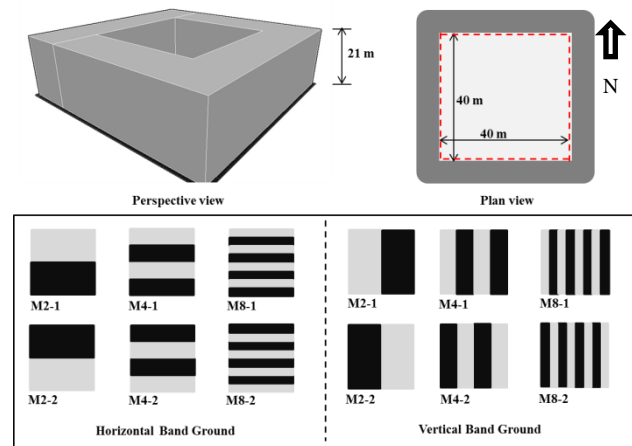 21 m
40 m
40 m
N
Perspective view
Plan view
M2-1
M4-1
M8-1
M2-2
M4-2
M8-2
Horizontal Band Ground
M2-1
M4-1
M8-1
M2-2
M4-2
M8-2
Vertical Band Ground